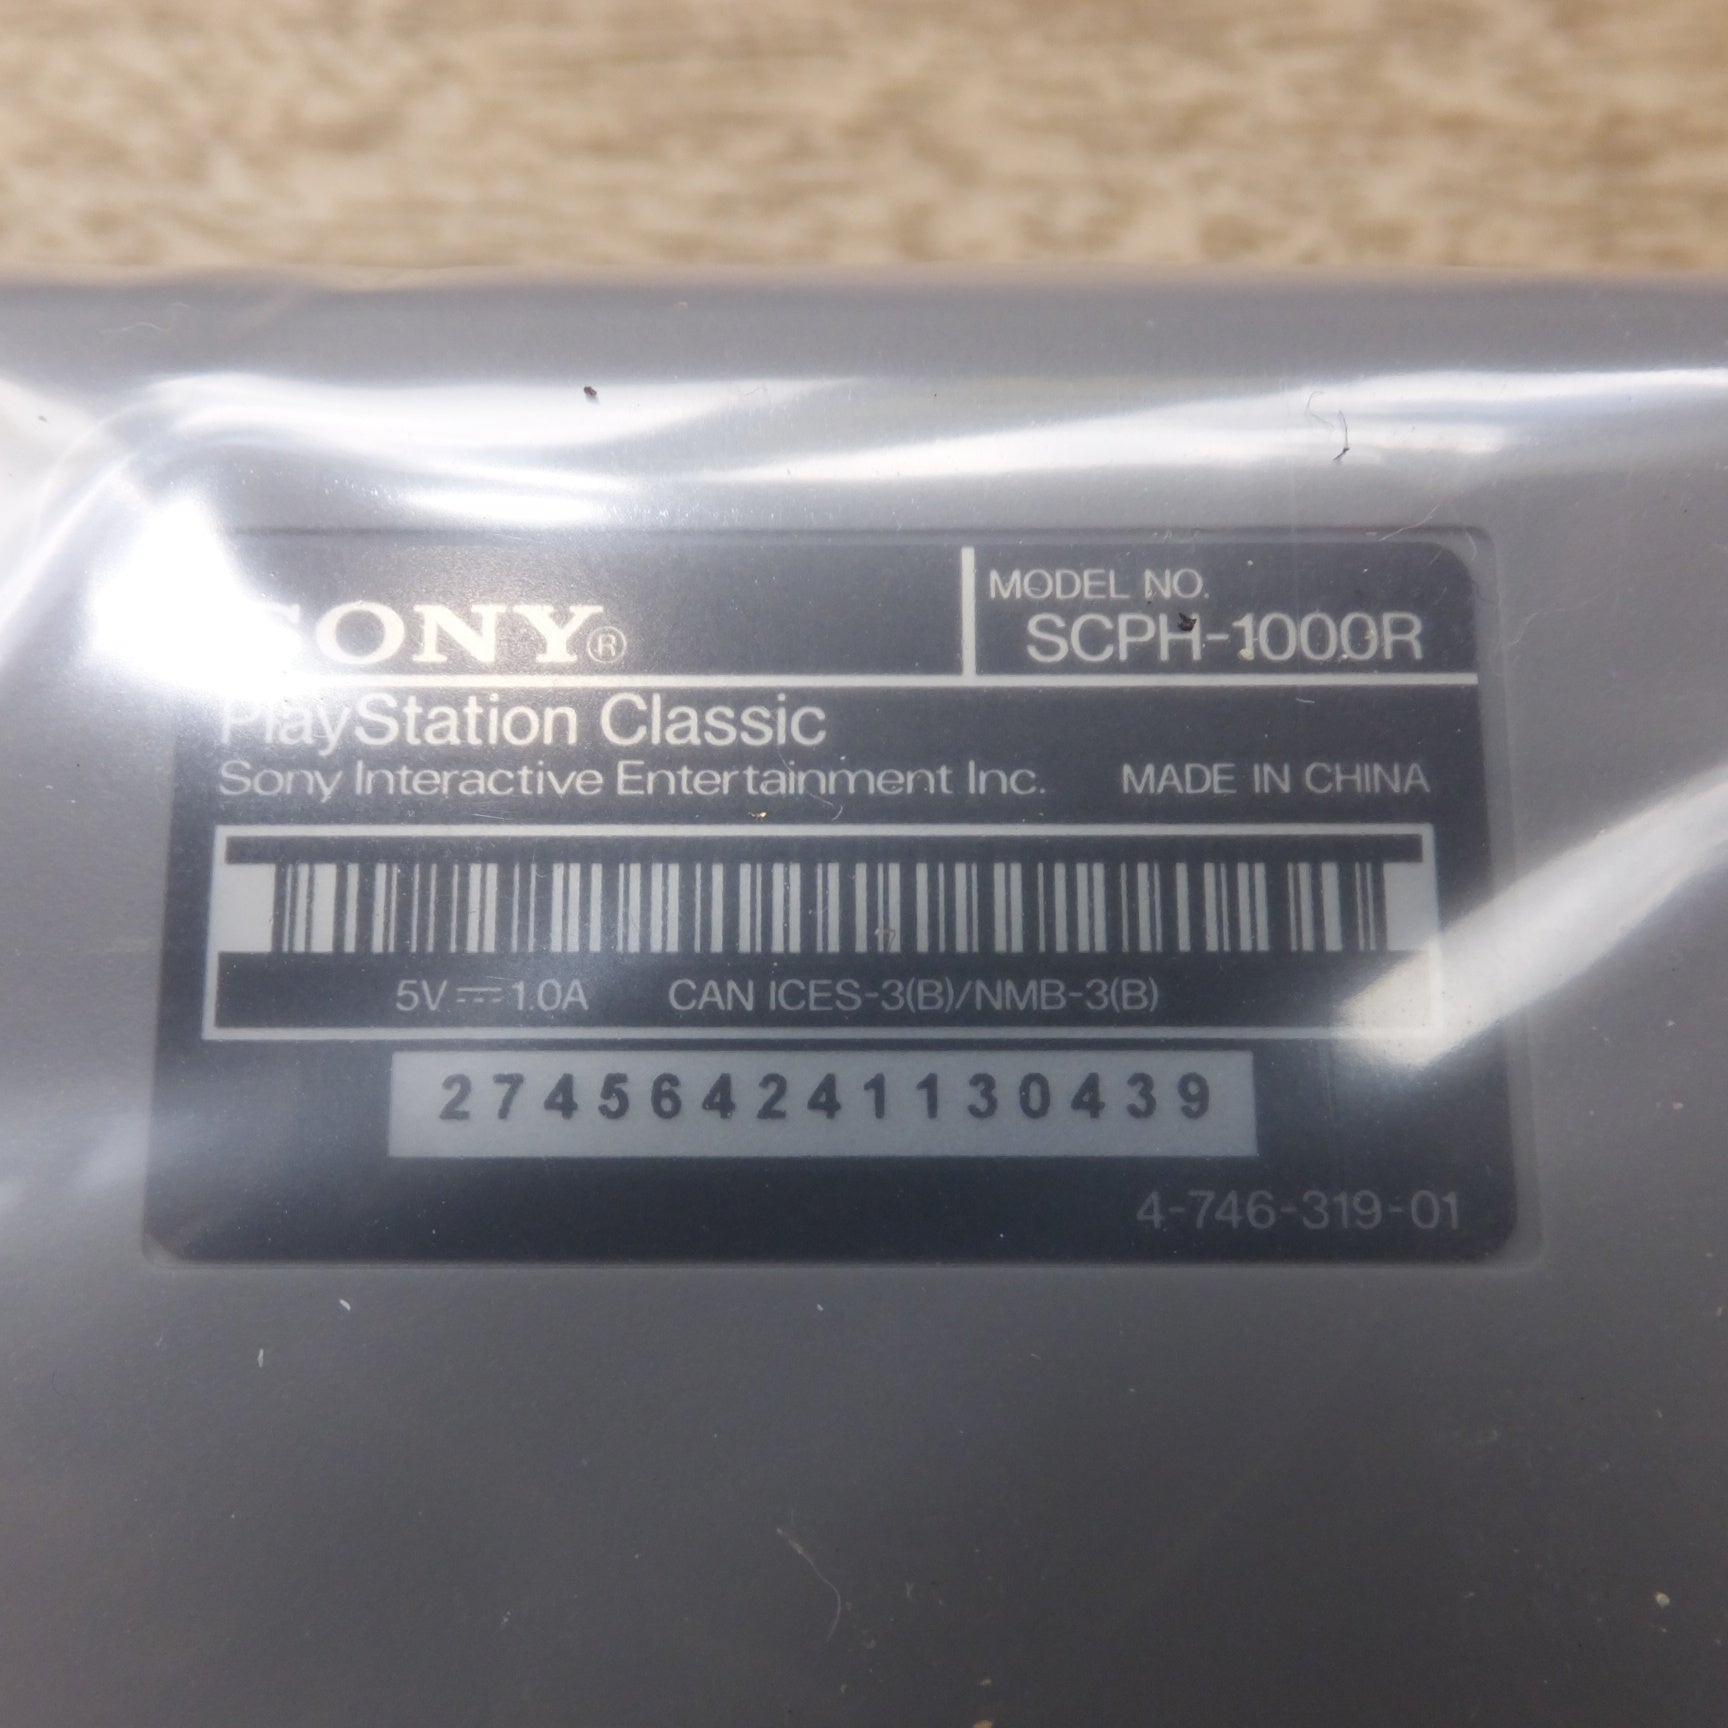 SONY®
MODEL NO.
SCPH-1000R
PlayStation Classic
Sony Interactive Entertainment Inc. MADE IN CHINA
5V⎓1.0A CAN ICES-3(B)/NMB-3(B)
274564241130439
4-746-319-01